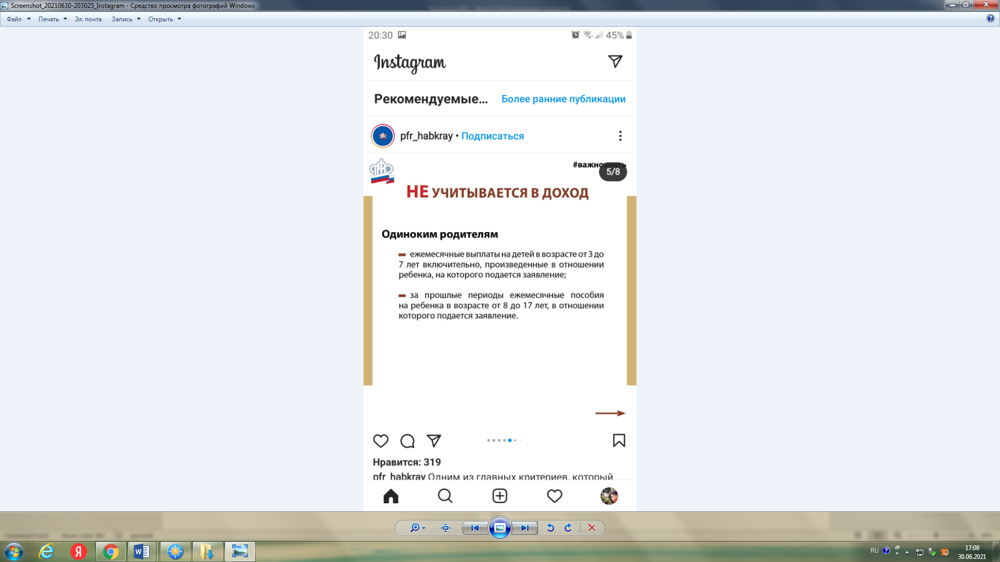 Screenshot_20210630-203025_Instagram - Средство просмотра фотографий Windows
Файл Печать Эл. почта Запись Открыть
20:30 45%
Instagram
Рекомендуемые... Более ранние публикации
pfr_habkray • Подписаться
#важнознать
5/8
НЕ УЧИТЫВАЕТСЯ В ДОХОД
Одиноким родителям
ежемесячные выплаты на детей в возрасте от 3 до
7 лет включительно, произведенные в отношении
ребенка, на которого подается заявление;
за прошлые периоды ежемесячные пособия
на ребенка в возрасте от 8 до 17 лет, в отношении
которого подается заявление.
Нравится: 319
pfr_habkray Одним из главных критериев, который
RU
17:08
30.06.2021